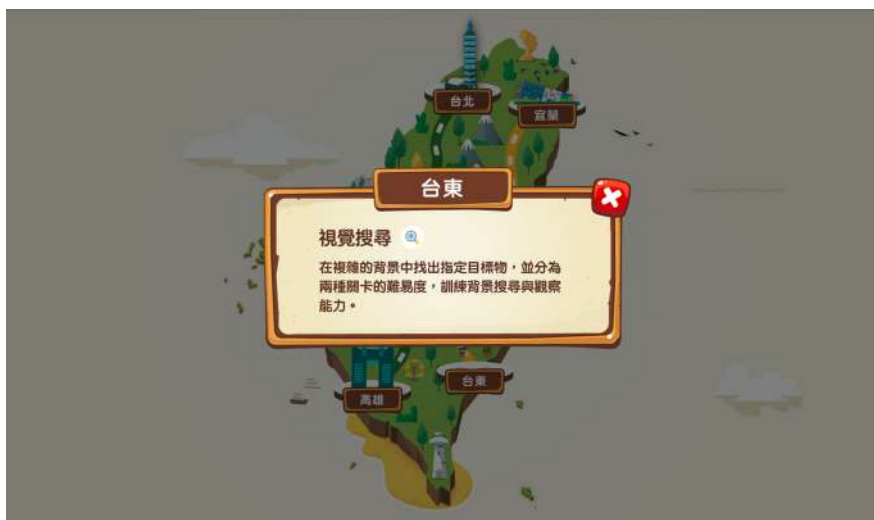 台北
宜蘭
台東
視覺搜尋
在複雜的背景中找出指定目標物，並分為
兩種關卡的難易度，訓練背景搜尋與觀察
能力。
台東
高雄